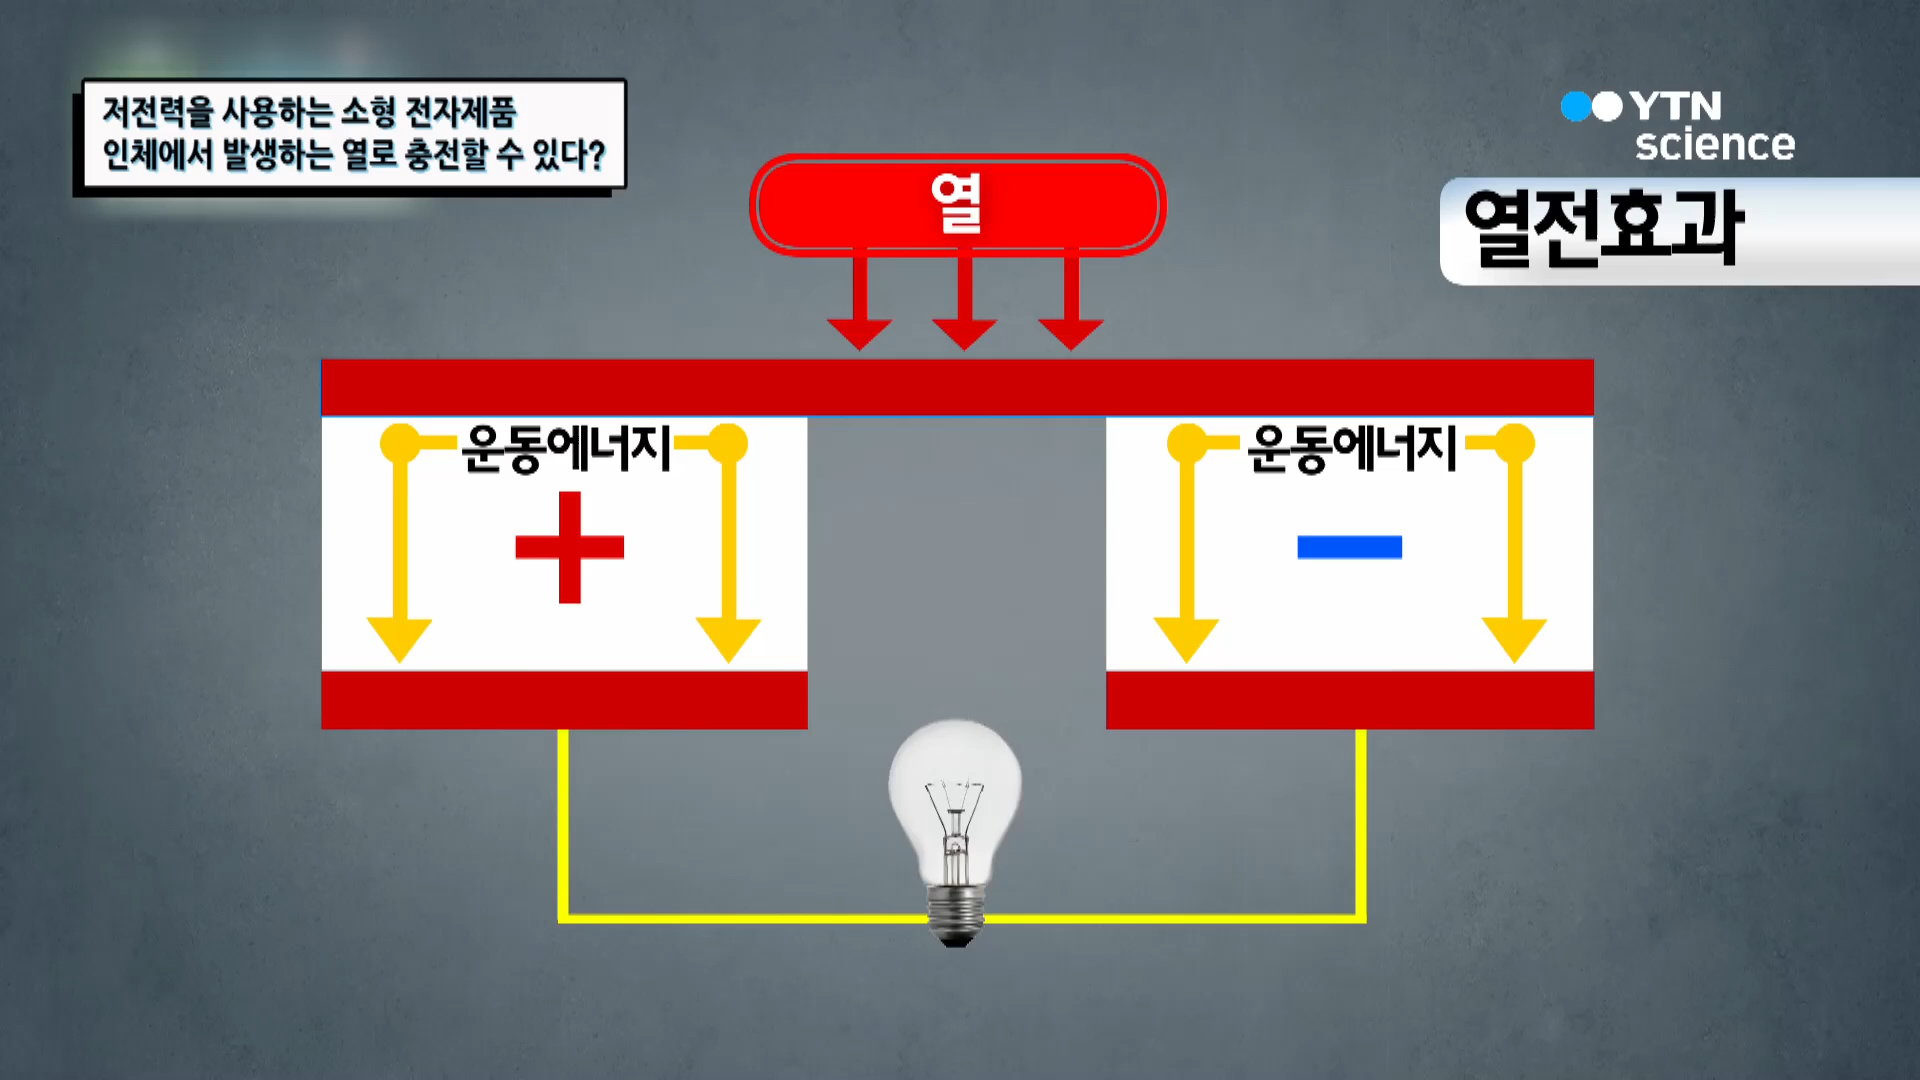 저전력을 사용하는 소형 전자제품
인체에서 발생하는 열로 충전할 수 있다?
YTN
science
열전효과
열
운동에너지
운동에너지